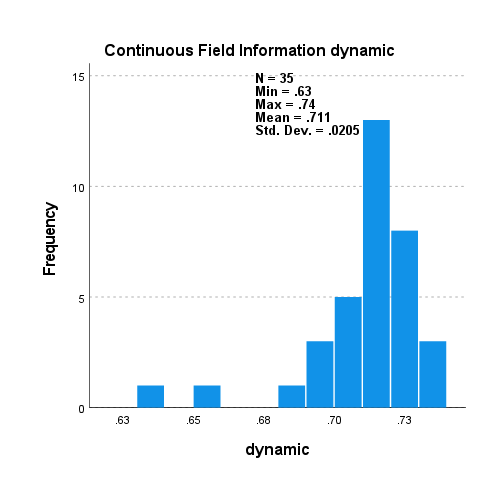 Continuous Field Information dynamic
N = 35
Min = .63
Max = .74
Mean = .711
Std. Dev. = .0205
15
10
5
0
Frequency
.63 .65 .68 .70 .73
dynamic